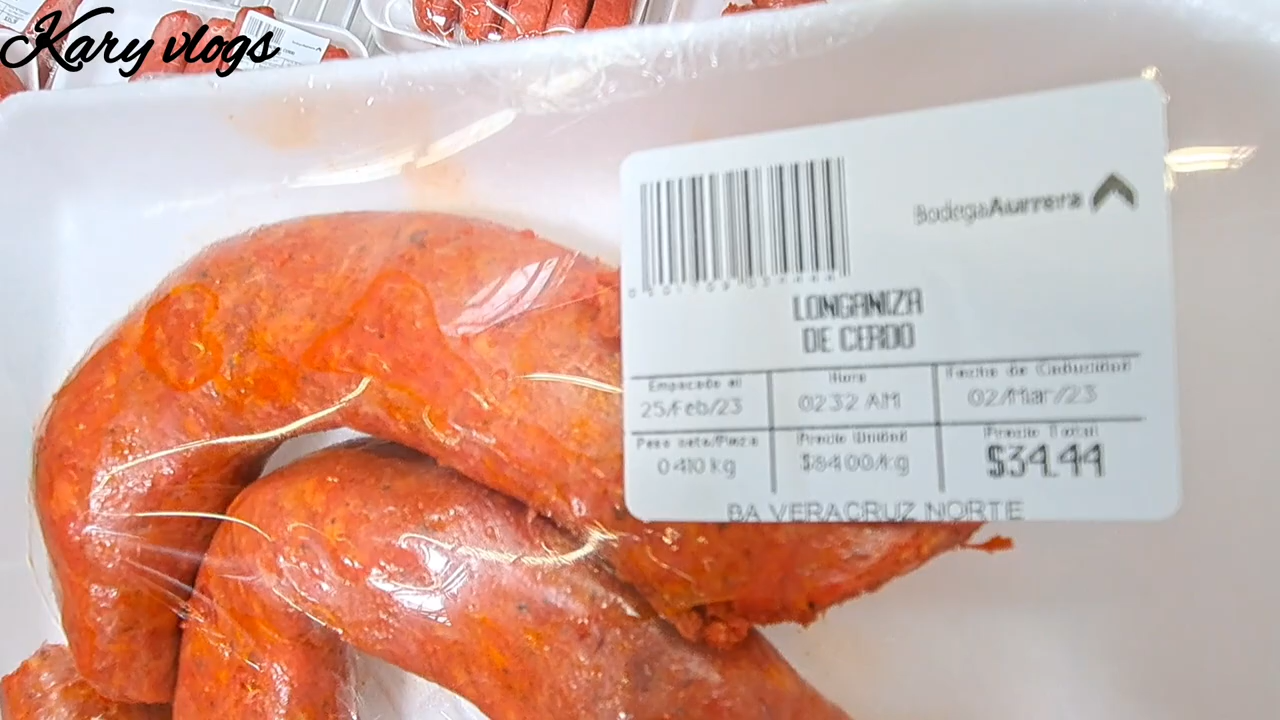 Kary vlogs
BodegaAurrera
LONGANIZA
DE CERDO
Empacado el
Hora
Fecha de Caducidad
25/Feb/23
02:32 AM
02/Mar/23
Peso neto/Pieza
Precio Unidad
Precio Total
0.410 kg
$84.00/kg
$34.44
BA VERACRUZ NORTE